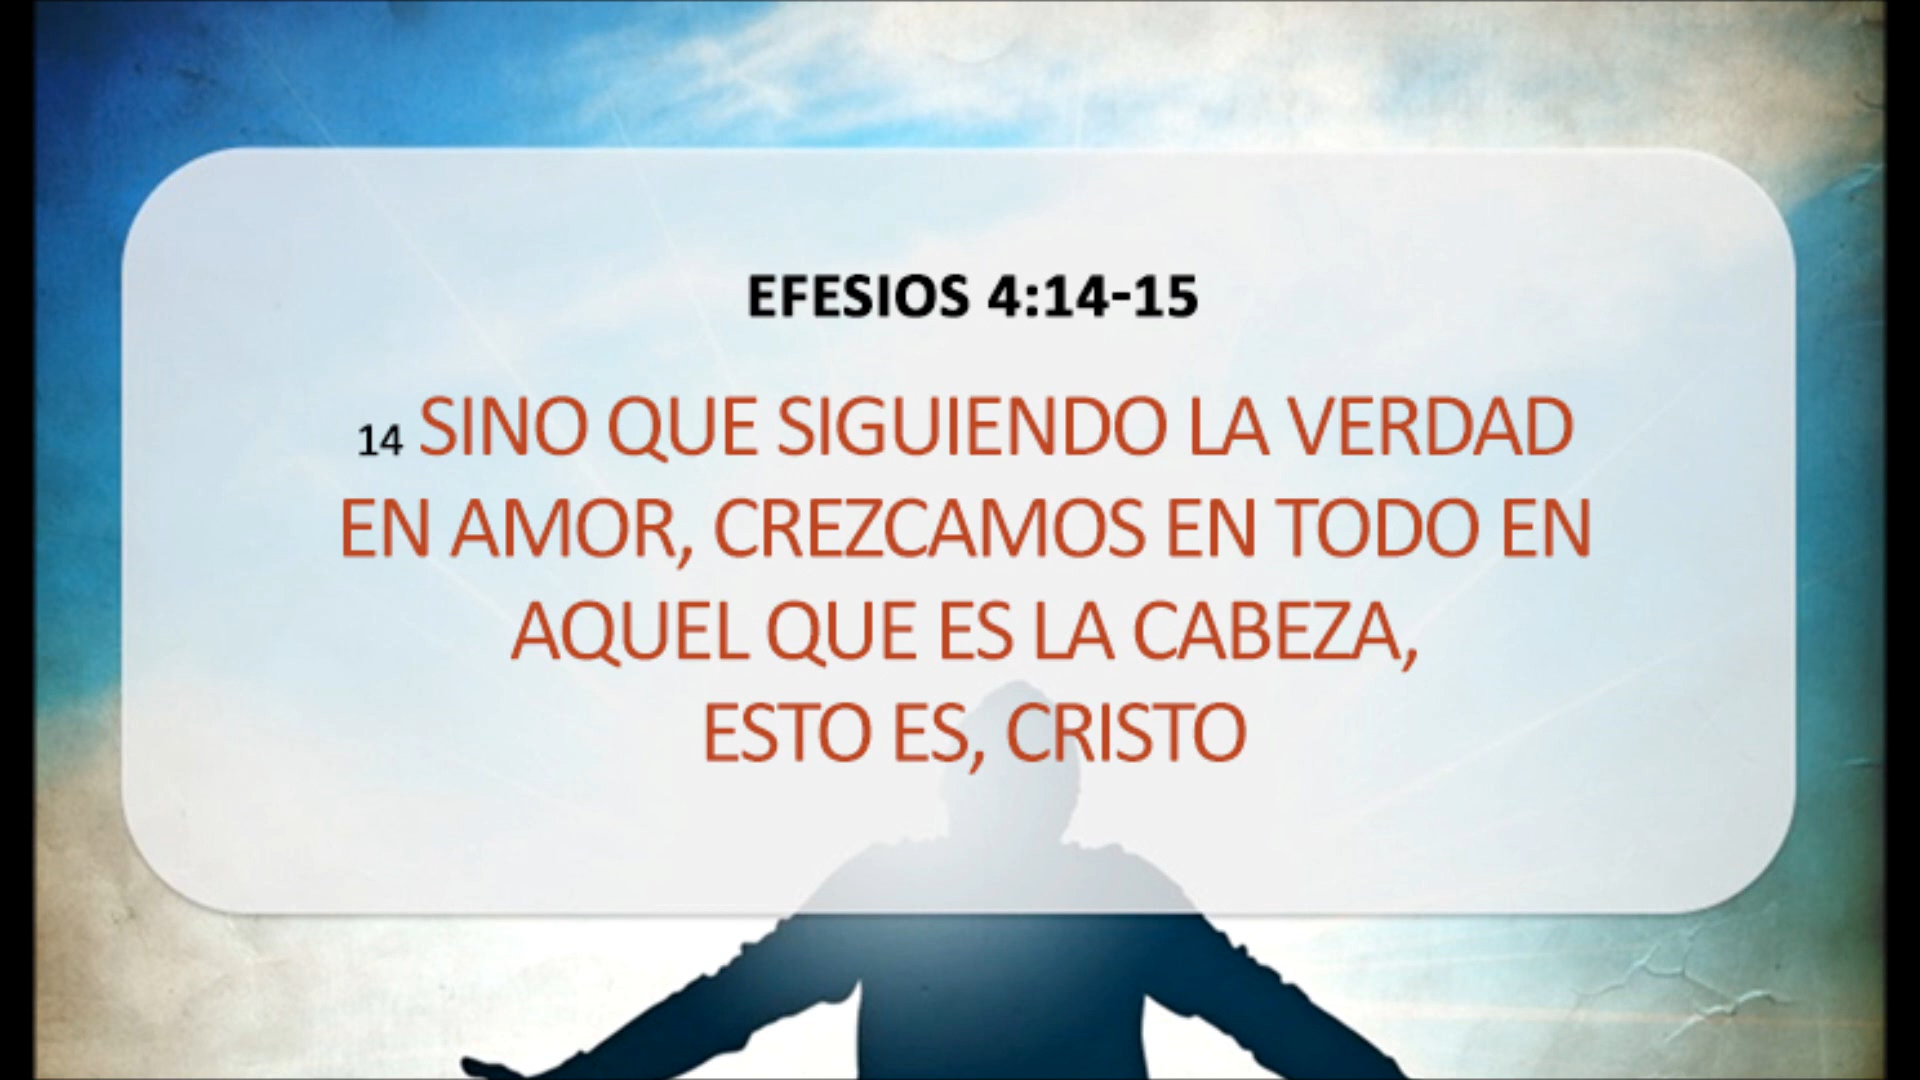 EFESIOS 4:14-15
14 SINO QUE SIGUIENDO LA VERDAD
EN AMOR, CREZCAMOS EN TODO EN
AQUEL QUE ES LA CABEZA,
ESTO ES, CRISTO